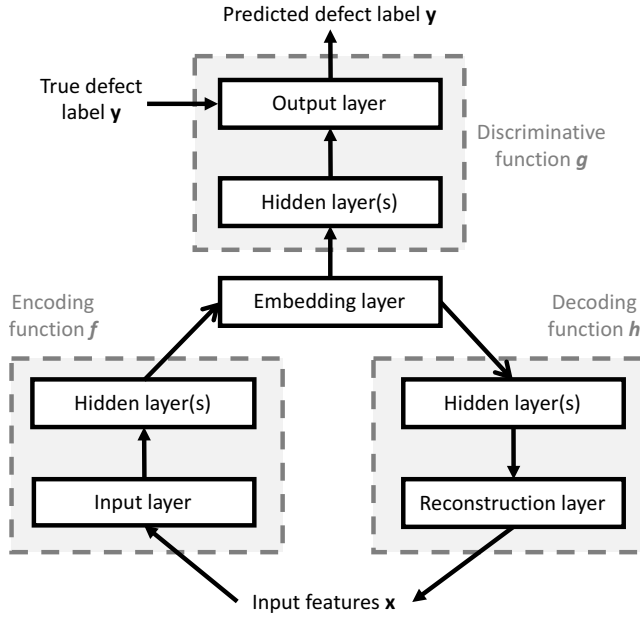 Predicted defect label y
True defect
label y
Output layer
Discriminative
function g
Hidden layer(s)
Embedding layer
Encoding
function f
Decoding
function h
Hidden layer(s)
Hidden layer(s)
Input layer
Reconstruction layer
Input features x